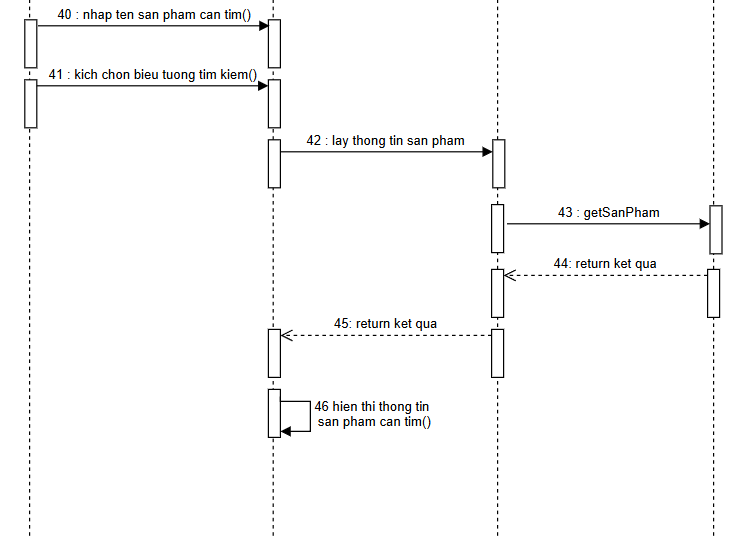 40 : nhap ten san pham can tim()
41 : kich chon bieu tuong tim kiem()
42 : lay thong tin san pham
43 : getSanPham
44: return ket qua
45: return ket qua
46 hien thi thong tin
san pham can tim()